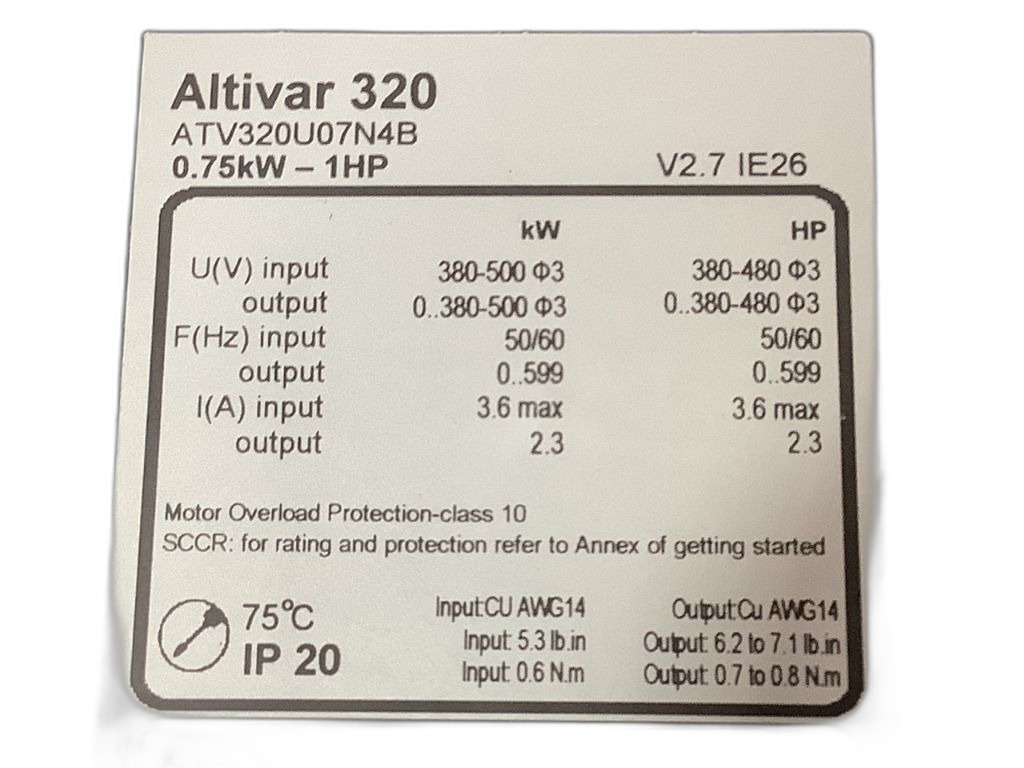 Altivar 320
ATV320U07N4B
0.75kW – 1HP V2.7 IE26
kW HP
U(V) input 380-500 Φ3 380-480 Φ3
output 0..380-500 Φ3 0..380-480 Φ3
F(Hz) input 50/60 50/60
output 0..599 0..599
I(A) input 3.6 max 3.6 max
output 2.3 2.3
Motor Overload Protection-class 10
SCCR: for rating and protection refer to Annex of getting started
75°C Input:CU AWG14 Output:Cu AWG14
Input: 5.3 lb.in Output: 6.2 to 7.1 lb.in
IP 20 Input: 0.6 N.m Output: 0.7 to 0.8 N.m